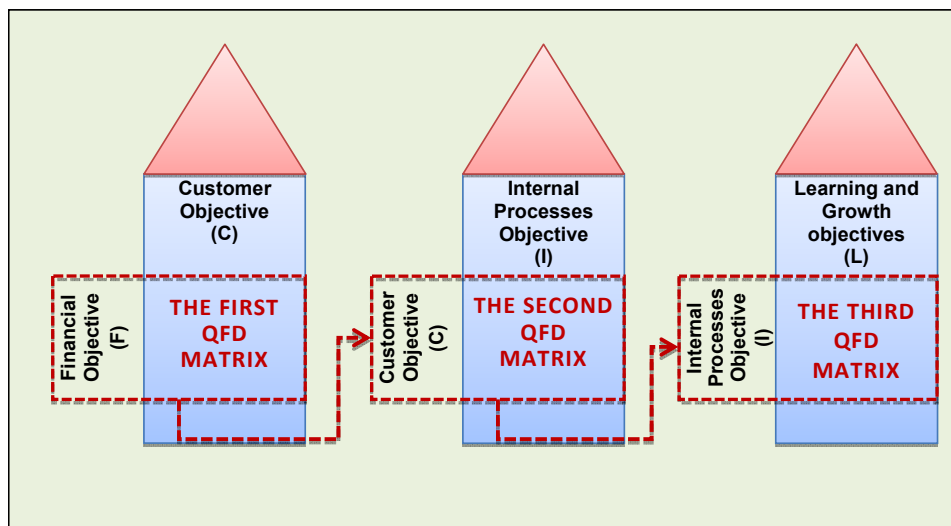 Customer
Objective
(C)
Financial
Objective
(F)
THE FIRST
QFD
MATRIX
Internal
Processes
Objective
(I)
Customer
Objective
(C)
THE SECOND
QFD
MATRIX
Learning and
Growth
objectives
(L)
Internal
Processes
Objective
(I)
THE THIRD
QFD
MATRIX